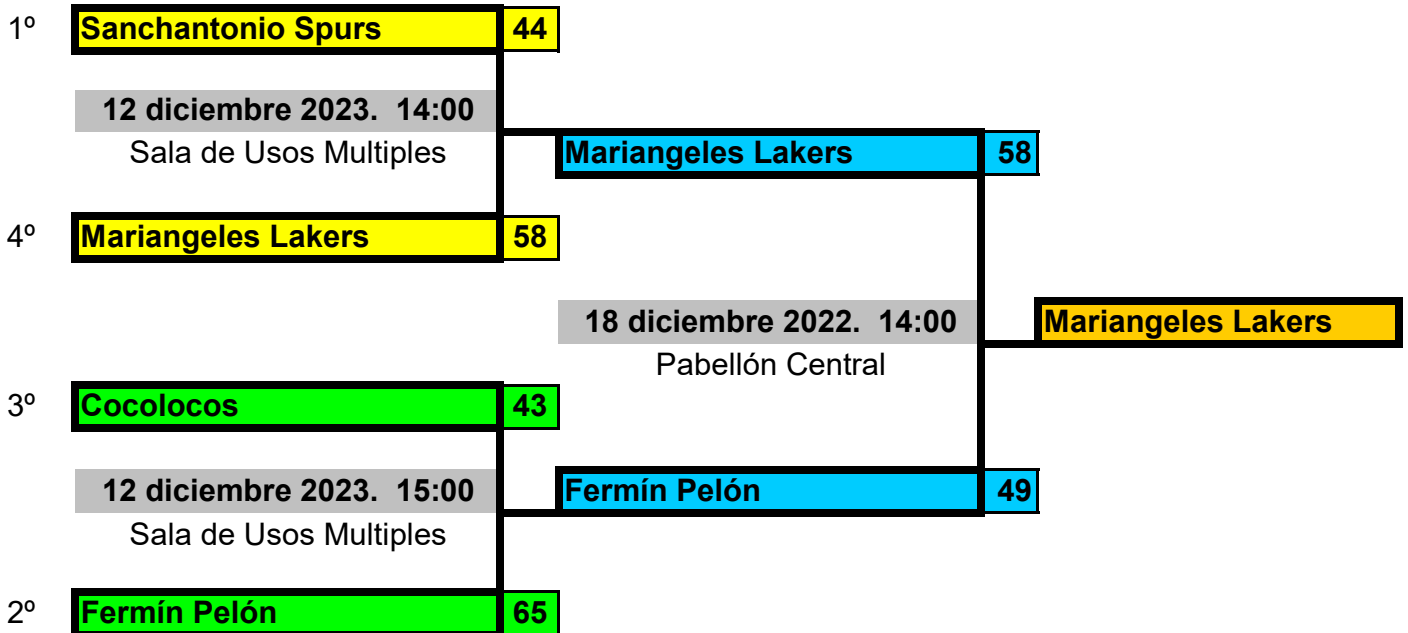 1º Sanchantonio Spurs 44
12 diciembre 2023. 14:00
Sala de Usos Multiples
Mariangeles Lakers 58
4º Mariangeles Lakers 58
18 diciembre 2022. 14:00
Mariangeles Lakers
Pabellón Central
3º Cocolocos 43
12 diciembre 2023. 15:00
Fermín Pelón 49
Sala de Usos Multiples
2º Fermín Pelón 65